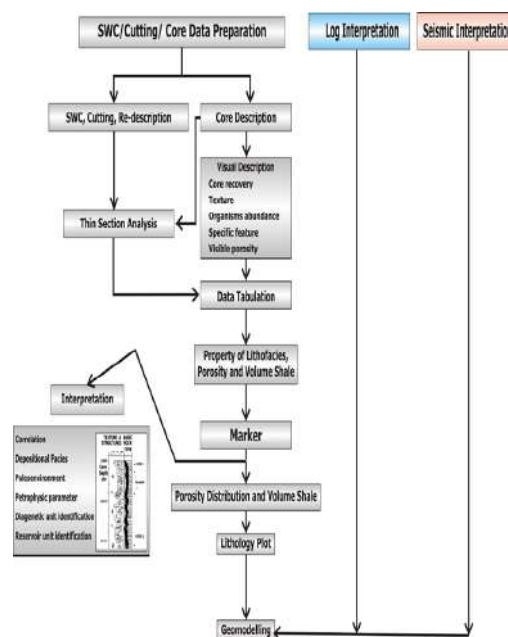 SWC/Cutting/ Core Data Preparation
Log Interpretation
Seismic Interpretation
SWC, Cutting, Re-description
Core Description
Visual Description
Core recovery
Texture
Organisms abundance
Specific feature
Visible porosity
Thin Section Analysis
Data Tabulation
Property of Lithofacies,
Porosity and Volume Shale
Interpretation
Marker
Correlation
Depositional Facies
Paleoenvironment
Petrophysic parameter
Diagenetic unit identification
Reservoir unit identification
Porosity Distribution and Volume Shale
Lithology Plot
Geomodelling